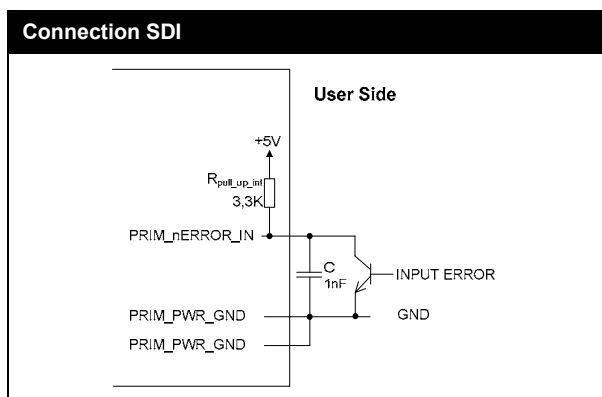 Connection SDI
User Side
+5V
Rpull_up_int
3,3K
PRIM_nERROR_IN
C
1nF
INPUT ERROR
PRIM_PWR_GND
GND
PRIM_PWR_GND